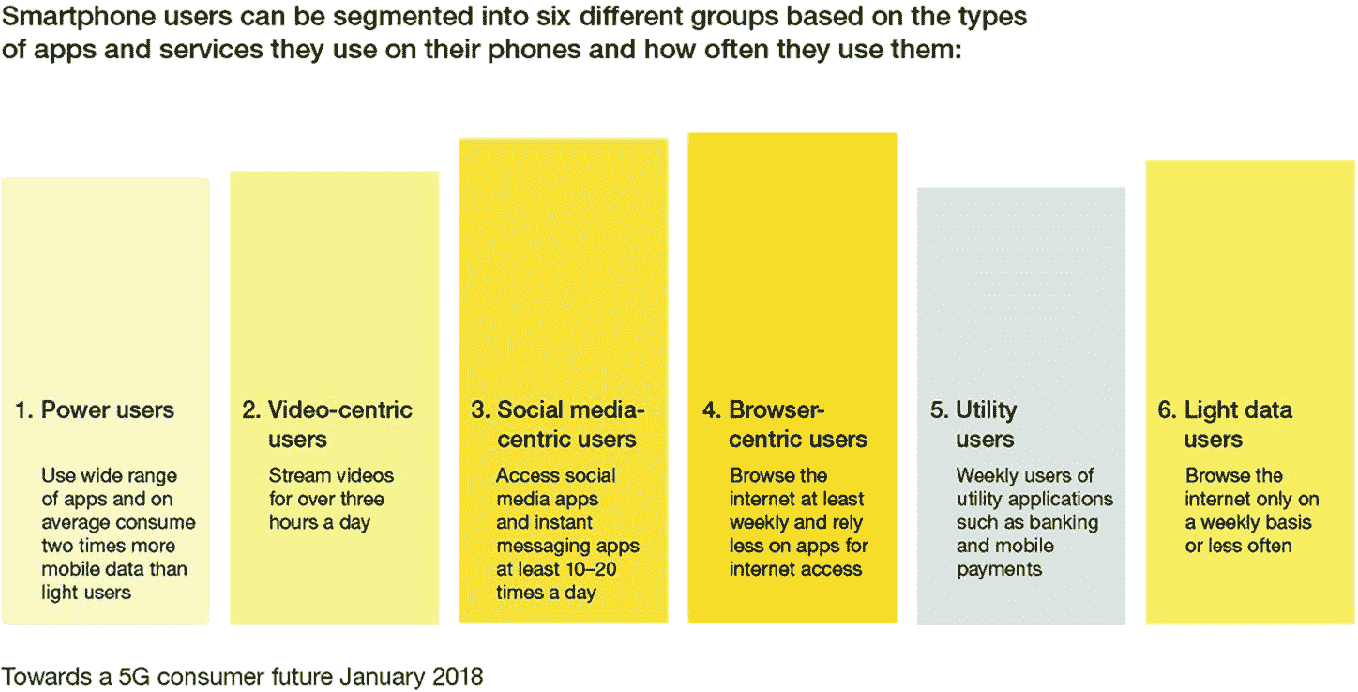 Smartphone users can be segmented into six different groups based on the types
of apps and services they use on their phones and how often they use them:
1. Power users
Use wide range
of apps and on
average consume
two times more
mobile data than
light users
2. Video-centric
users
Stream videos
for over three
hours a day
3. Social media-
centric users
Access social
media apps
and instant
messaging apps
at least 10–20
times a day
4. Browser-
centric users
Browse the
internet at least
weekly and rely
less on apps for
internet access
5. Utility
users
Weekly users of
utility applications
such as banking
and mobile
payments
6. Light data
users
Browse the
internet only on
a weekly basis
or less often
Towards a 5G consumer future January 2018